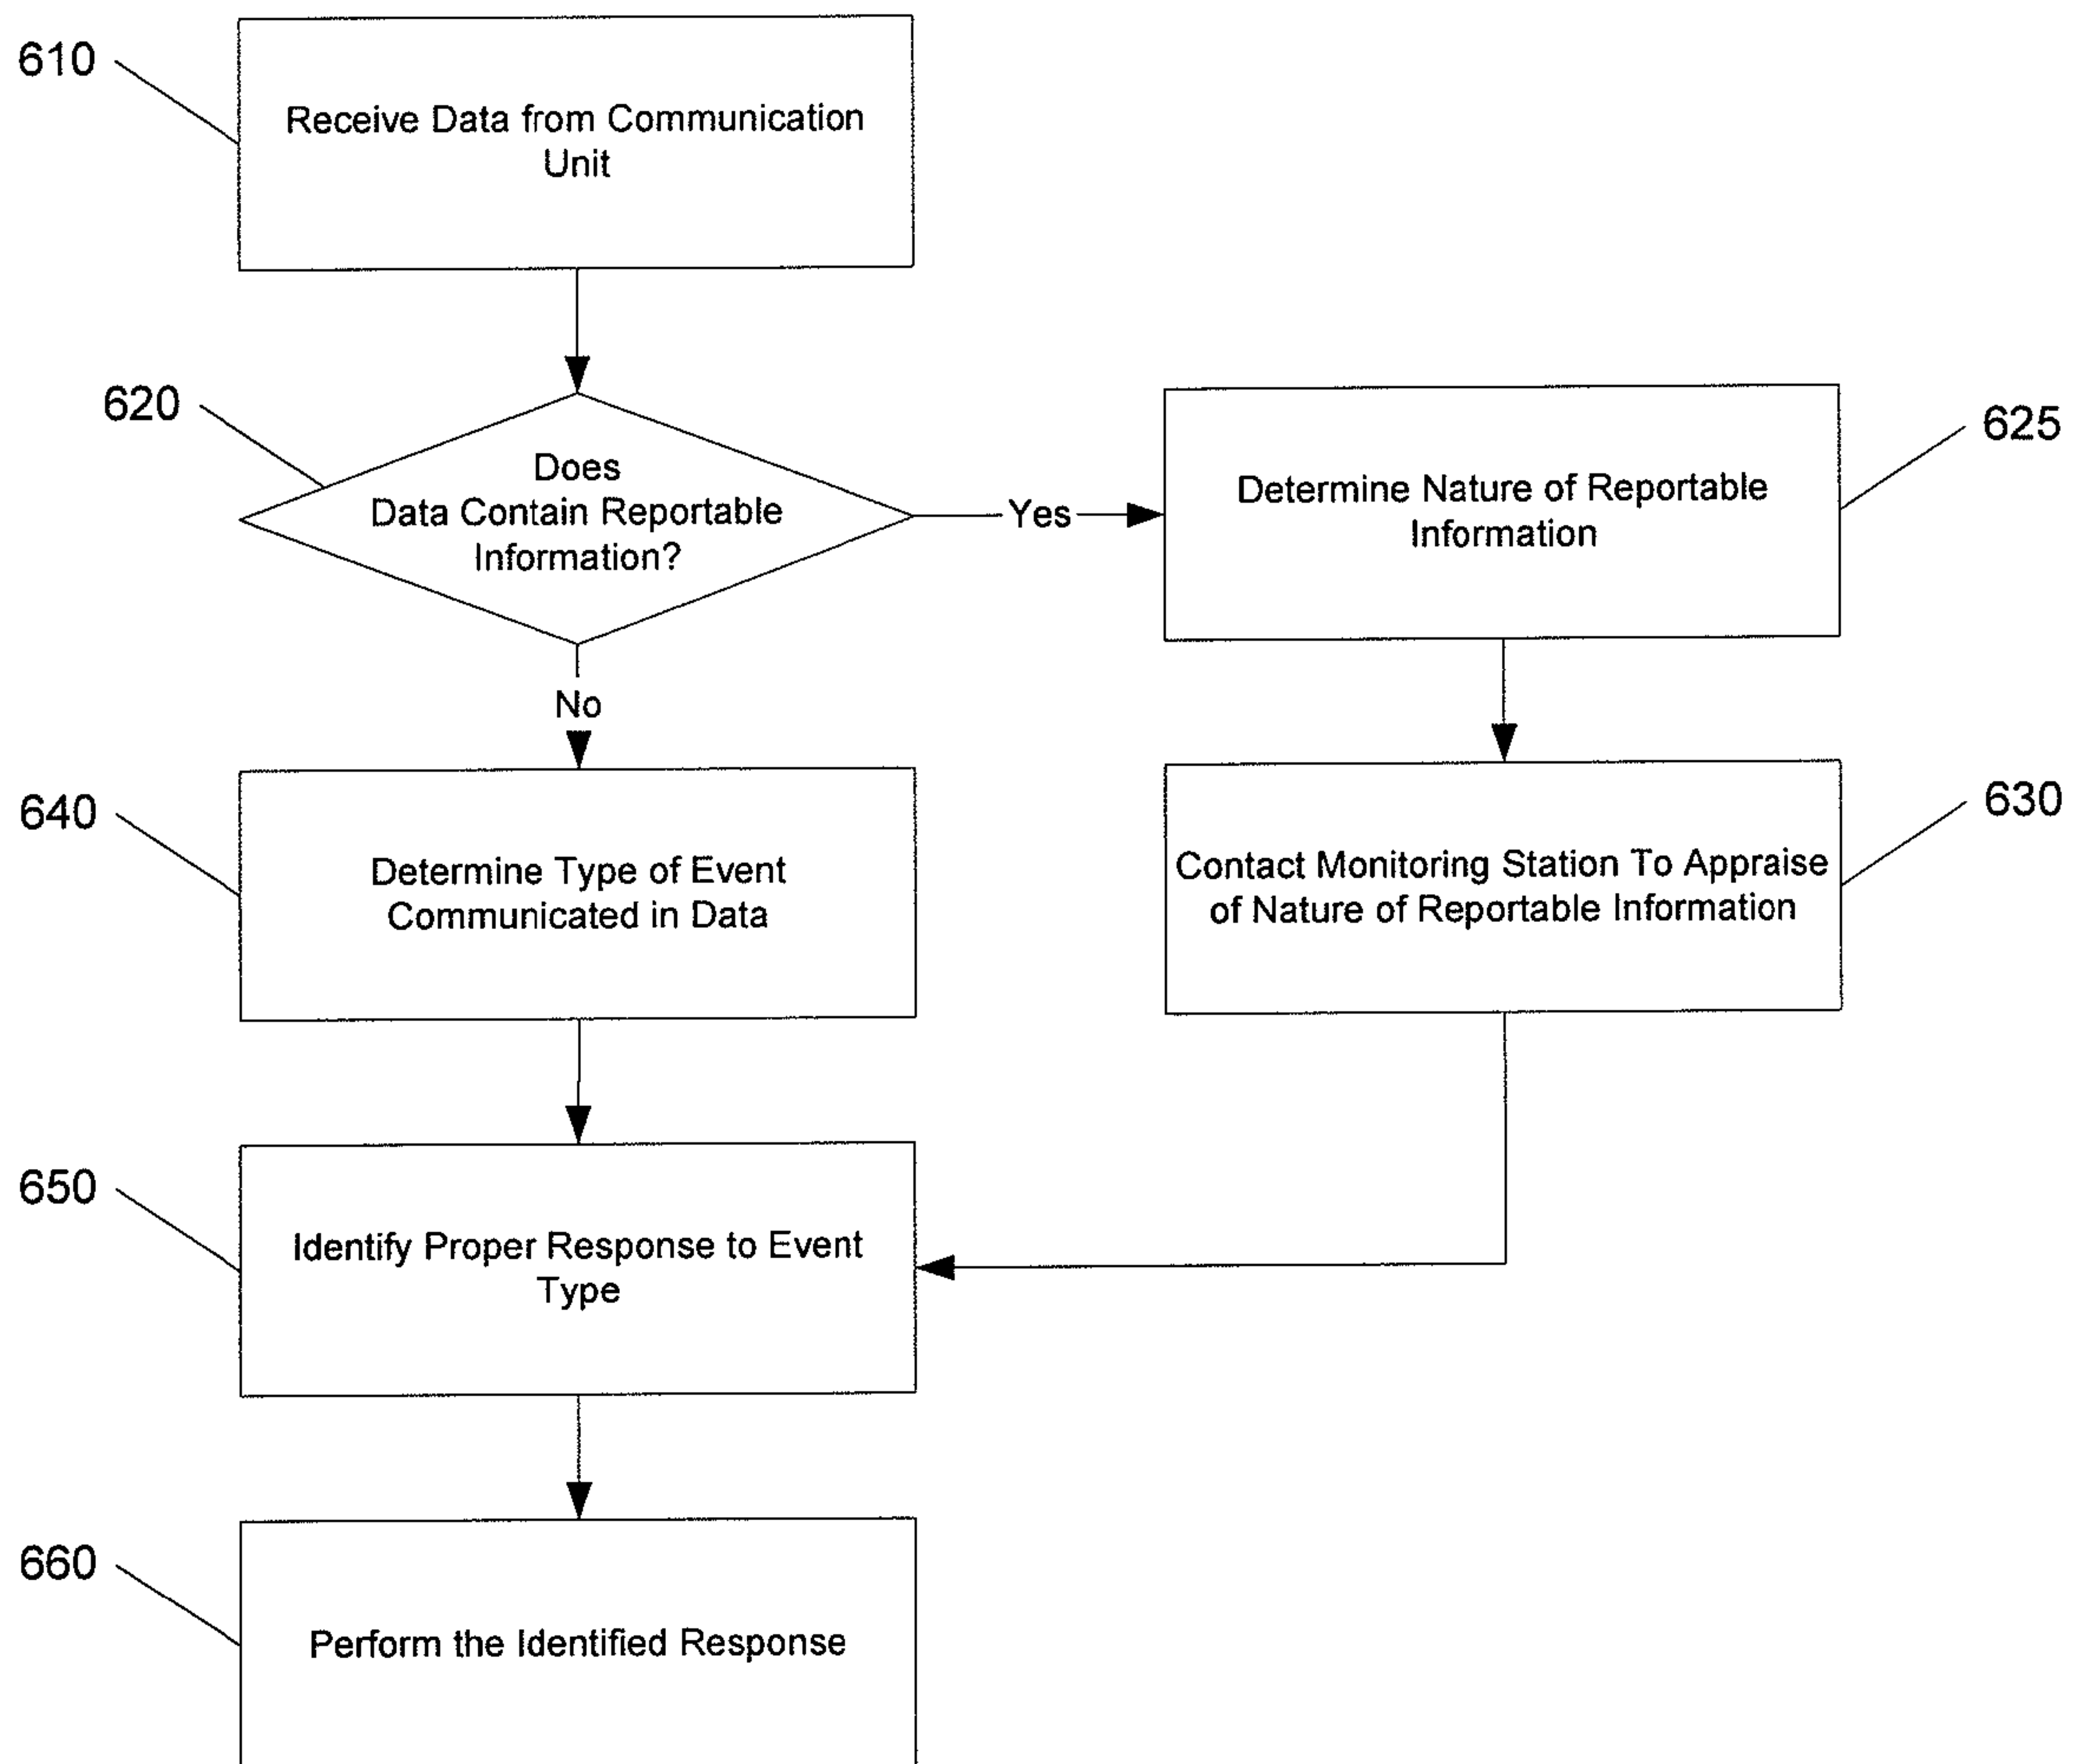 610
Receive Data from Communication
Unit
620
Does
Data Contain Reportable
Information?
Yes
625
Determine Nature of Reportable
Information
No
640
Determine Type of Event
Communicated in Data
630
Contact Monitoring Station To Appraise
of Nature of Reportable Information
650
Identify Proper Response to Event
Type
660
Perform the Identified Response